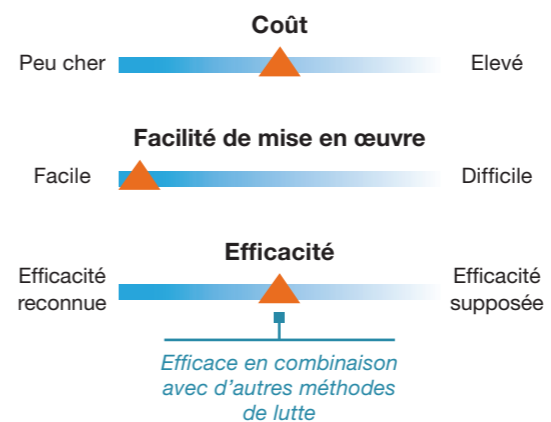 Coût
Peu cher
Elevé
Facilité de mise en œuvre
Facile
Difficile
Efficacité
Efficacité
reconnue
Efficacité
supposée
Efficace en combinaison
avec d'autres méthodes
de lutte